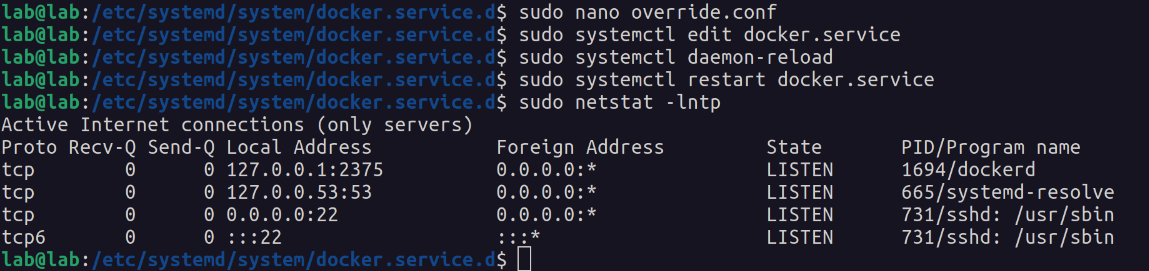 lab@lab:/etc/systemd/system/docker.service.d$ sudo nano override.conf
lab@lab:/etc/systemd/system/docker.service.d$ sudo systemctl edit docker.service
lab@lab:/etc/systemd/system/docker.service.d$ sudo systemctl daemon-reload
lab@lab:/etc/systemd/system/docker.service.d$ sudo systemctl restart docker.service
lab@lab:/etc/systemd/system/docker.service.d$ sudo netstat -lntp
Active Internet connections (only servers)
Proto Recv-Q Send-Q Local Address           Foreign Address         State       PID/Program name
tcp        0      0 127.0.0.1:2375          0.0.0.0:*               LISTEN      1694/dockerd
tcp        0      0 127.0.0.53:53           0.0.0.0:*               LISTEN      665/systemd-resolve
tcp        0      0 0.0.0.0:22              0.0.0.0:*               LISTEN      731/sshd: /usr/sbin
tcp6       0      0 :::22                   :::*                    LISTEN      731/sshd: /usr/sbin
lab@lab:/etc/systemd/system/docker.service.d$